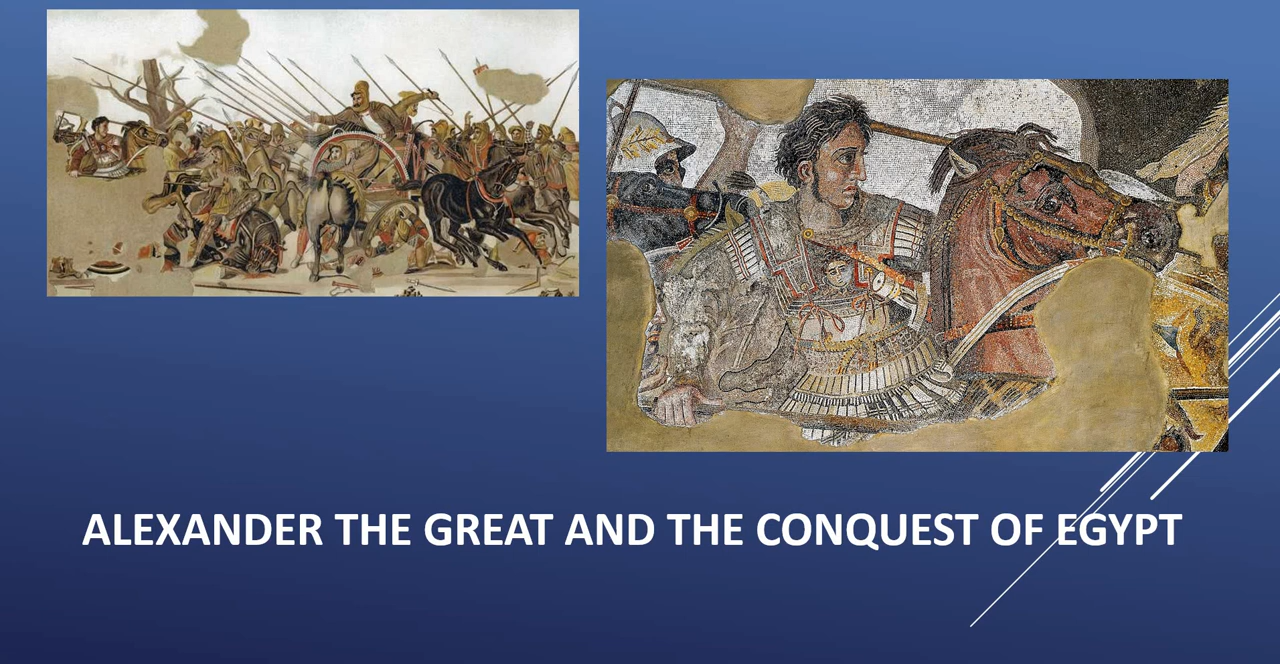 ALEXANDER THE GREAT AND THE CONQUEST OF EGYPT